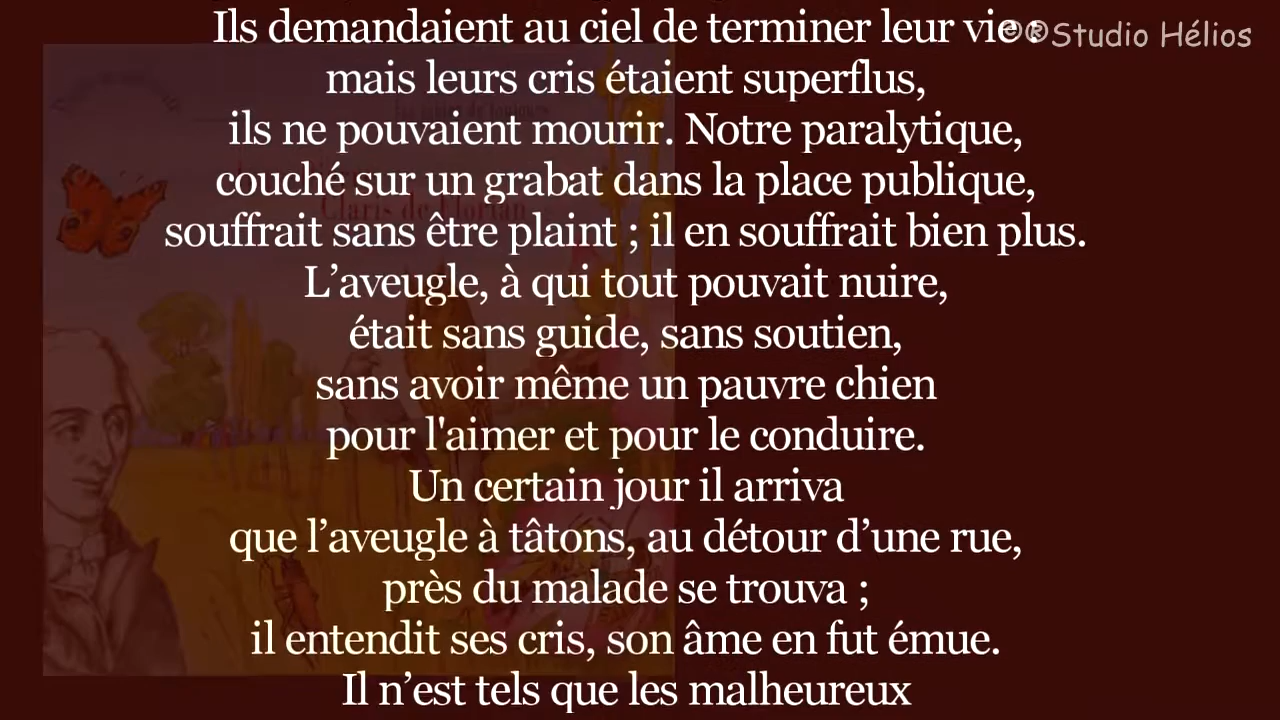 Ils demandaient au ciel de terminer leur vie :
©®Studio Hélios
mais leurs cris étaient superflus,
ils ne pouvaient mourir. Notre paralytique,
couché sur un grabat dans la place publique,
Claris de Florian
souffrait sans être plaint ; il en souffrait bien plus.
L’aveugle, à qui tout pouvait nuire,
était sans guide, sans soutien,
sans avoir même un pauvre chien
pour l'aimer et pour le conduire.
Un certain jour il arriva
que l’aveugle à tâtons, au détour d’une rue,
près du malade se trouva ;
il entendit ses cris, son âme en fut émue.
Il n’est tels que les malheureux